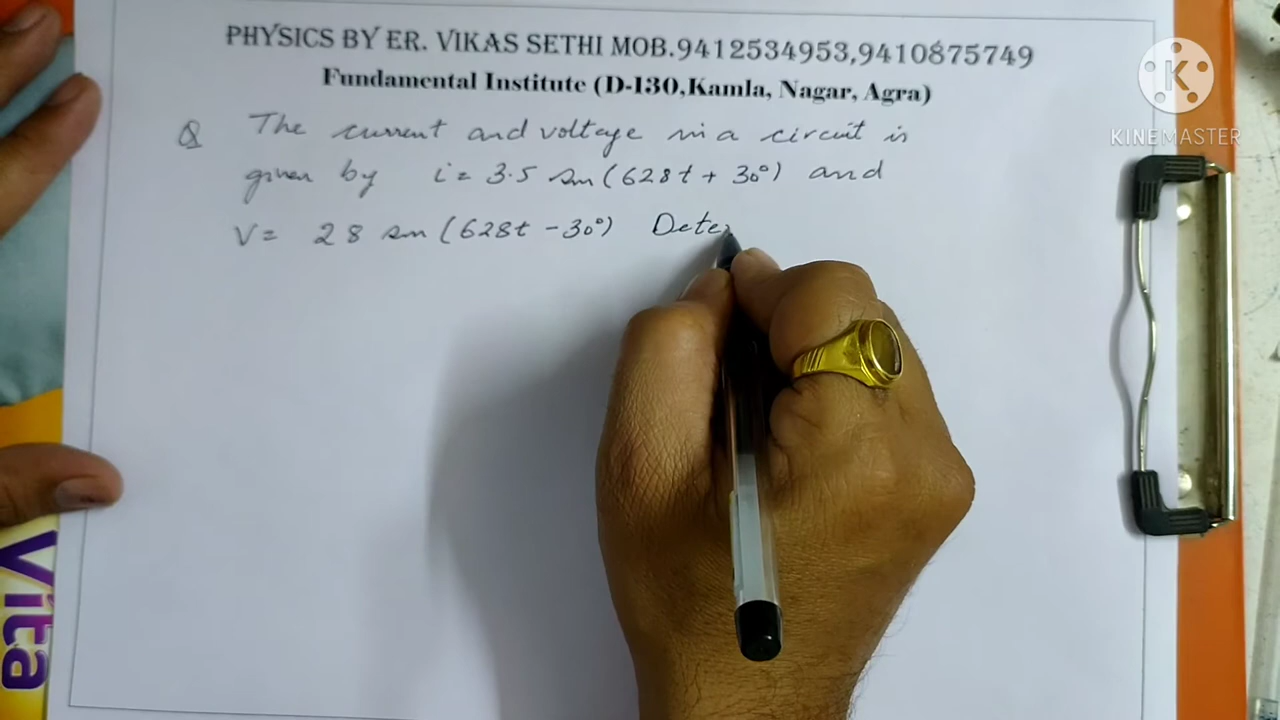 PHYSICS BY ER. VIKAS SETHI MOB.9412534953,9410875749
Fundamental Institute (D-130,Kamla, Nagar, Agra)
Q The current and voltage in a circuit is
given by i = 3.5 sin (628t + 30°) and
V = 28 sin (628t - 30°) Dete
K
KINEMASTER
Vita